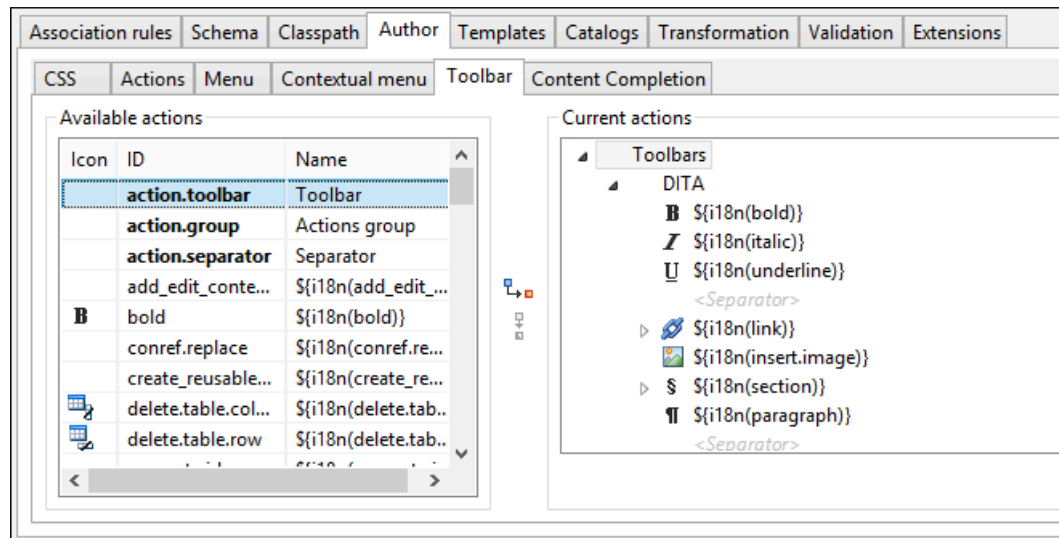 Association rules Schema Classpath Author Templates Catalogs Transformation Validation Extensions
CSS Actions Menu Contextual menu Toolbar Content Completion
Available actions
Icon ID Name
action.toolbar Toolbar
action.group Actions group
action.separator Separator
add_edit_conte... ${i18n(add_edit_...
B bold ${i18n(bold)}
conref.replace ${i18n(conref.re...
create_reusable... ${i18n(create_re...
delete.table.col... ${i18n(delete.tab...
delete.table.row ${i18n(delete.tab...
Current actions
Toolbars
DITA
B ${i18n(bold)}
I ${i18n(italic)}
U ${i18n(underline)}
<Separator>
${i18n(link)}
${i18n(insert.image)}
§ ${i18n(section)}
¶ ${i18n(paragraph)}
<Separator>